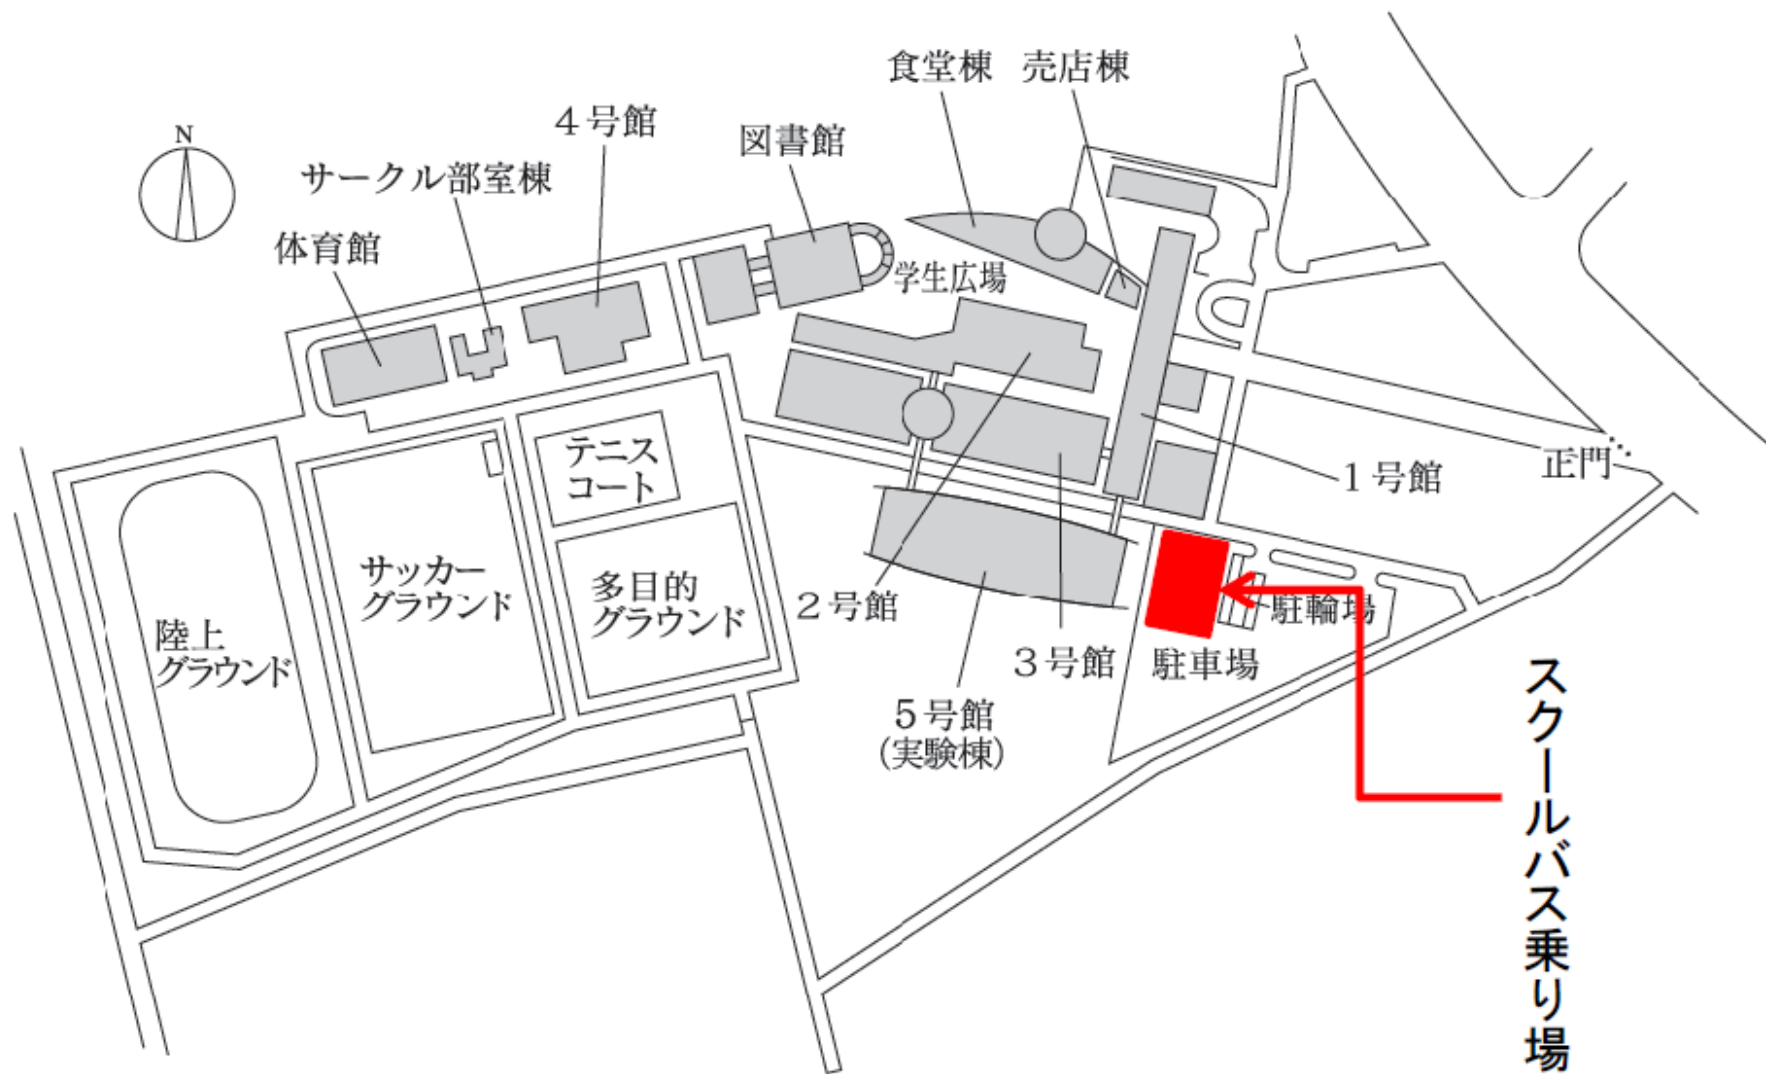 食堂棟
売店棟
4号館
図書館
N
サークル部室棟
体育館
学生広場
テニス
コート
正門
1号館
サッカー
グラウンド
多目的
グラウンド
2号館
駐輪場
陸上
グラウンド
3号館
駐車場
5号館
(実験棟)
スクールバス乗り場